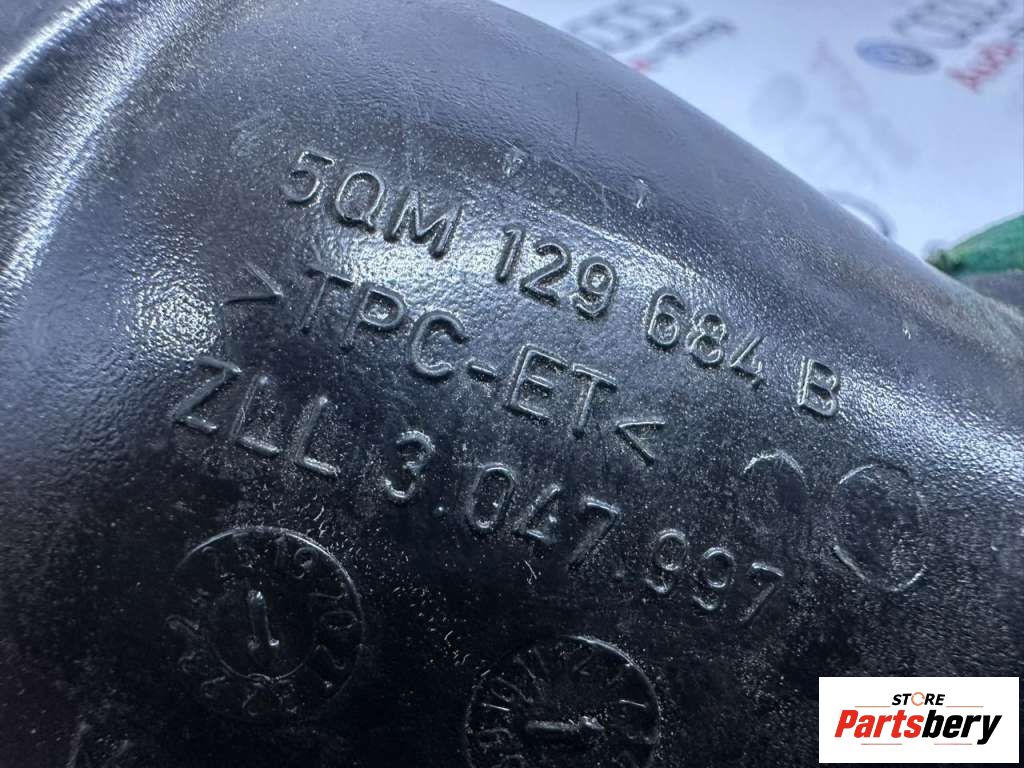 5QM 129 684 B
>TPC-ET<
ZLL 3.047.997
STORE
Partsbery